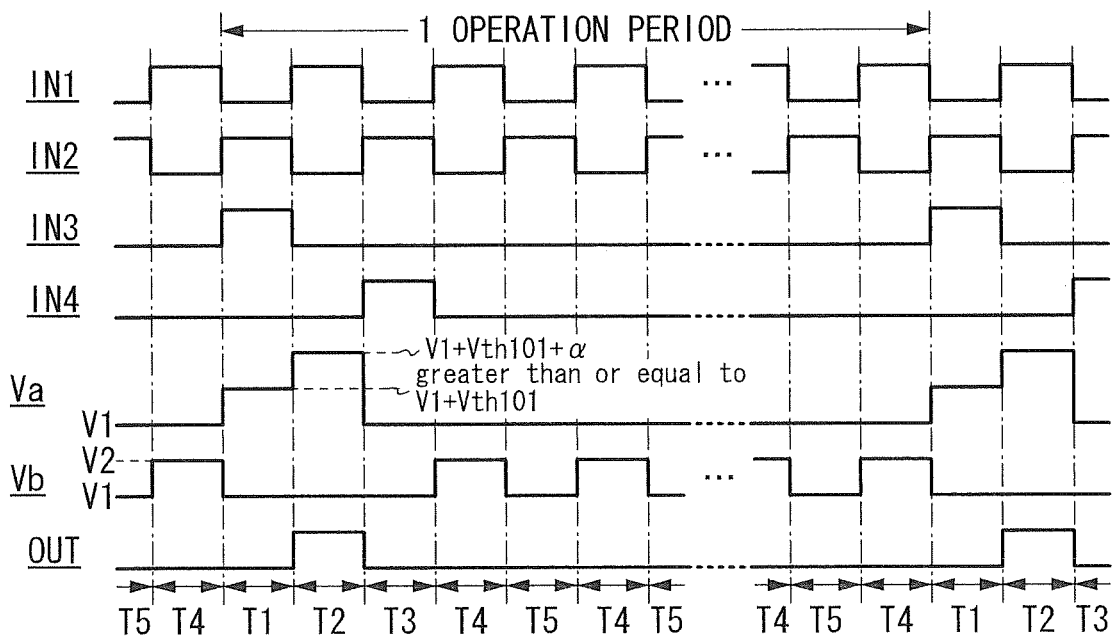 1 OPERATION PERIOD
IN1
...
IN2
...
IN3
IN4
V1+Vth101+α
greater than or equal to
V1+Vth101
Va
V1
V2
Vb
V1
...
OUT
T5 T4 T1 T2 T3 T4 T5 T4 T5 T4 T5 T4 T1 T2 T3